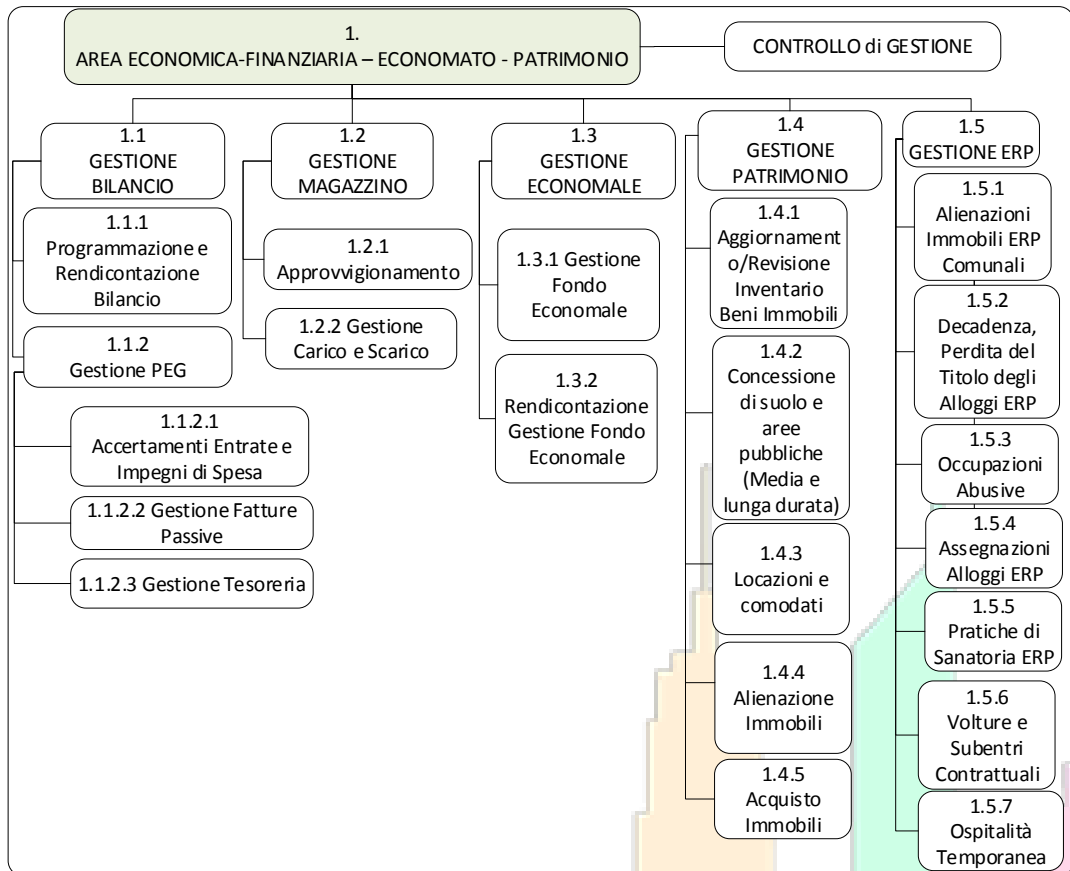 1.
AREA ECONOMICA-FINANZIARIA – ECONOMATO - PATRIMONIO
CONTROLLO di GESTIONE
1.1
GESTIONE
BILANCIO
1.1.1
Programmazione e
Rendicontazione
Bilancio
1.1.2
Gestione PEG
1.1.2.1
Accertamenti Entrate e
Impegni di Spesa
1.1.2.2 Gestione Fatture
Passive
1.1.2.3 Gestione Tesoreria
1.2
GESTIONE
MAGAZZINO
1.2.1
Approvvigionamento
1.2.2 Gestione
Carico e Scarico
1.3
GESTIONE
ECONOMALE
1.3.1 Gestione
Fondo
Economale
1.3.2
Rendicontazione
Gestione Fondo
Economale
1.4
GESTIONE
PATRIMONIO
1.4.1
Aggiornament
o/Revisione
Inventario
Beni Immobili
1.4.2
Concessione
di suolo e
aree
pubbliche
(Media e
lunga durata)
1.4.3
Locazioni e
comodati
1.4.4
Alienazione
Immobili
1.4.5
Acquisto
Immobili
1.5
GESTIONE ERP
1.5.1
Alienazioni
Immobili ERP
Comunali
1.5.2
Decadenza,
Perdita del
Titolo degli
Alloggi ERP
1.5.3
Occupazioni
Abusive
1.5.4
Assegnazioni
Alloggi ERP
1.5.5
Pratiche di
Sanatoria ERP
1.5.6
Volture e
Subentri
Contrattuali
1.5.7
Ospitalità
Temporanea